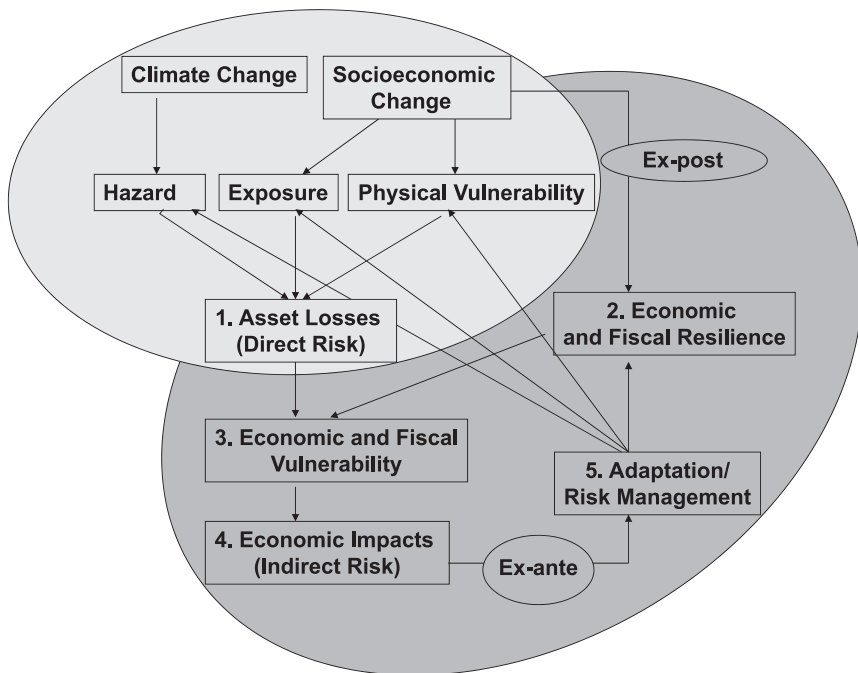 Climate Change
Socioeconomic
Change
Ex-post
Hazard
Exposure
Physical Vulnerability
1. Asset Losses
(Direct Risk)
2. Economic
and Fiscal Resilience
3. Economic and Fiscal
Vulnerability
5. Adaptation/
Risk Management
4. Economic Impacts
(Indirect Risk)
Ex-ante